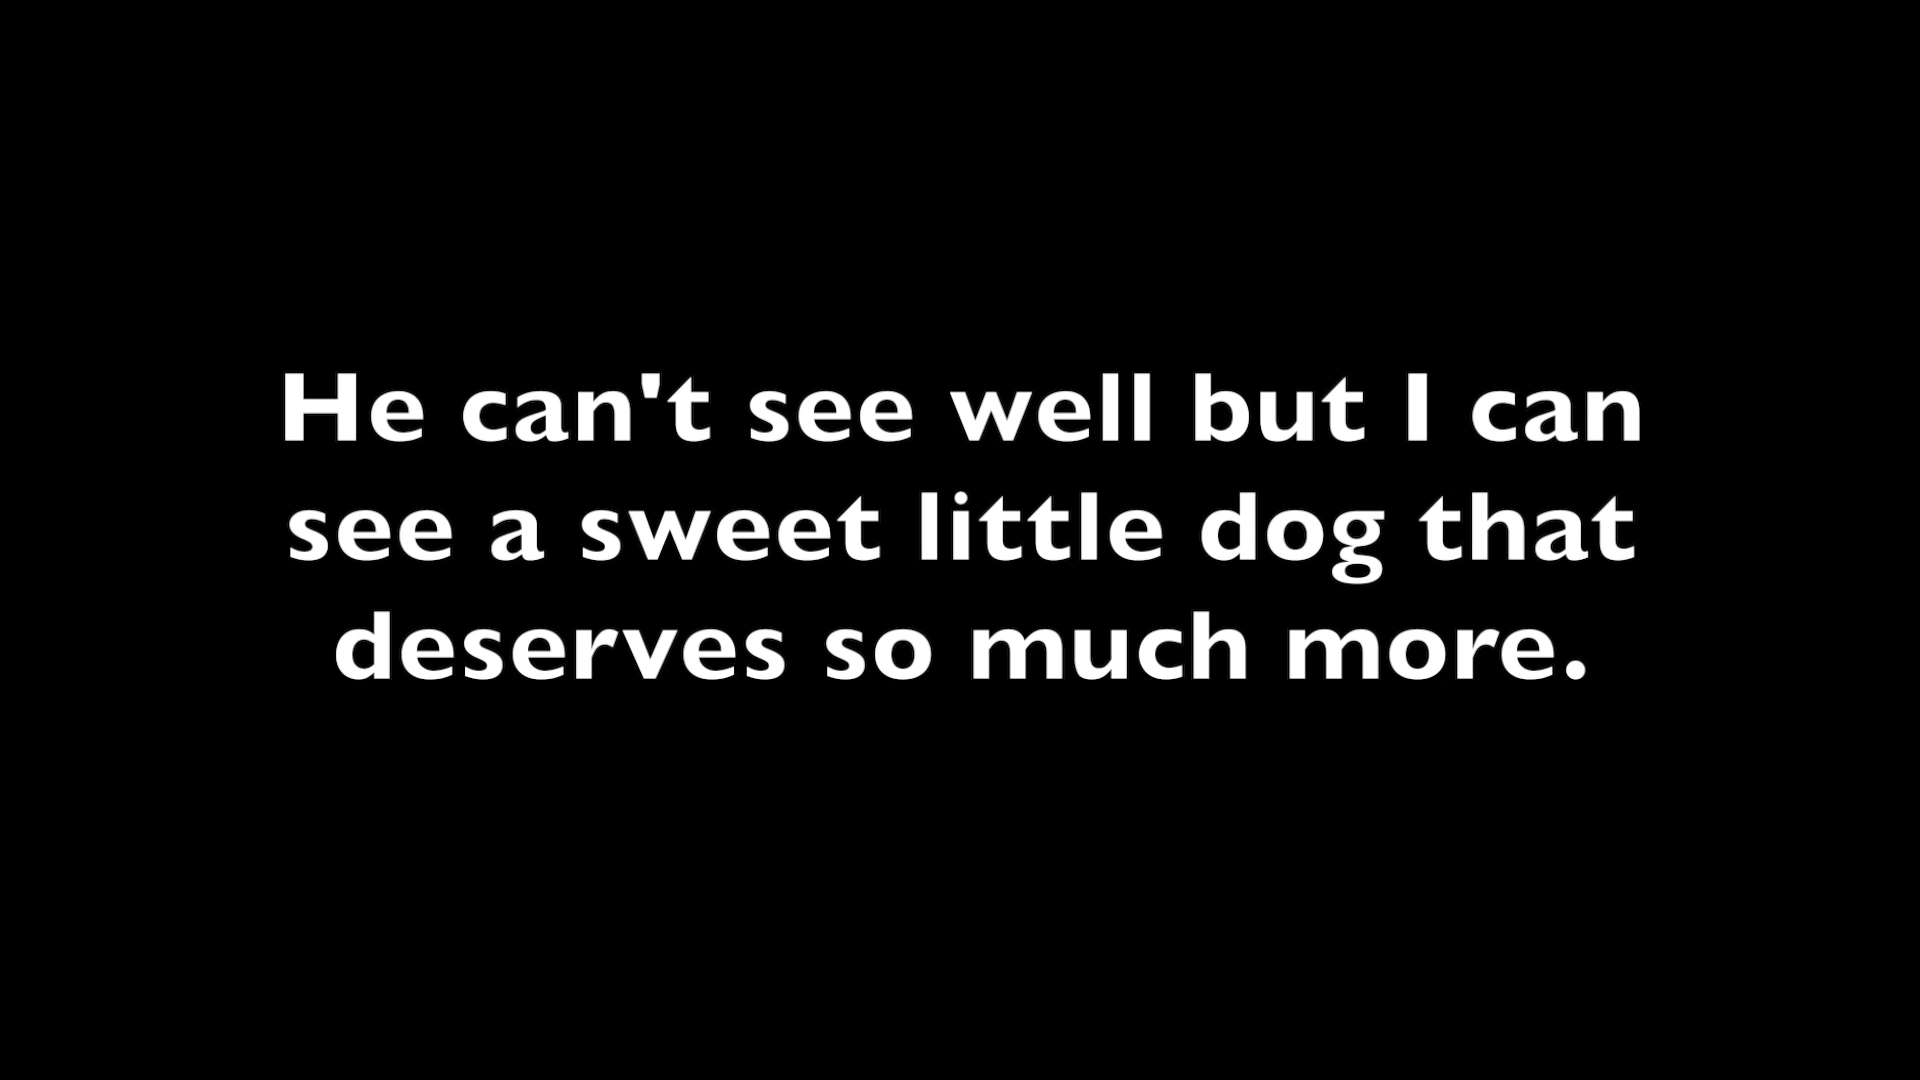 He can't see well but I can
see a sweet little dog that
deserves so much more.